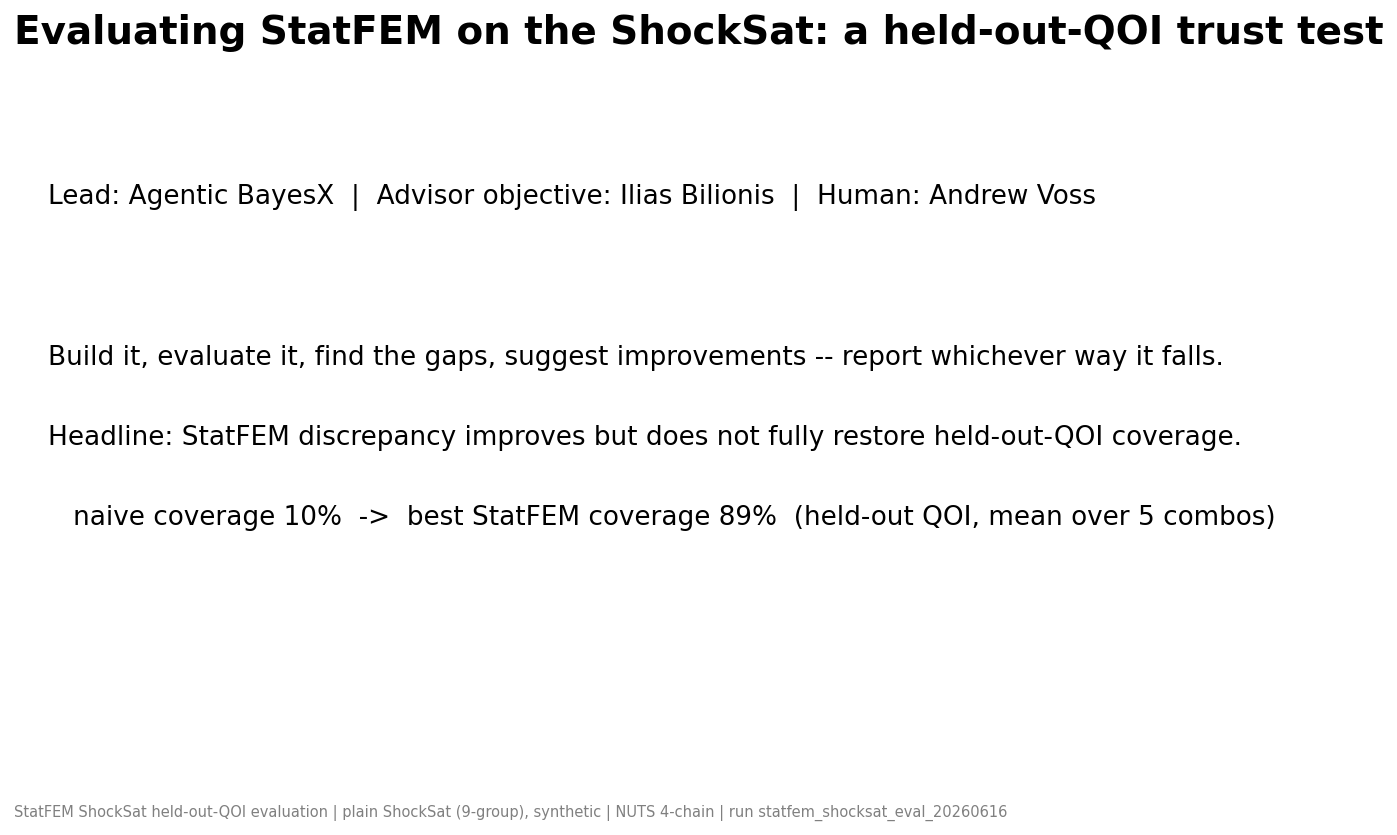 Evaluating StatFEM on the ShockSat: a held-out-QOI trust test
Lead: Agentic BayesX | Advisor objective: Ilias Bilionis | Human: Andrew Voss
Build it, evaluate it, find the gaps, suggest improvements -- report whichever way it falls.
Headline: StatFEM discrepancy improves but does not fully restore held-out-QOI coverage.
naive coverage 10% -> best StatFEM coverage 89% (held-out QOI, mean over 5 combos)
StatFEM ShockSat held-out-QOI evaluation | plain ShockSat (9-group), synthetic | NUTS 4-chain | run statfem_shocksat_eval_20260616